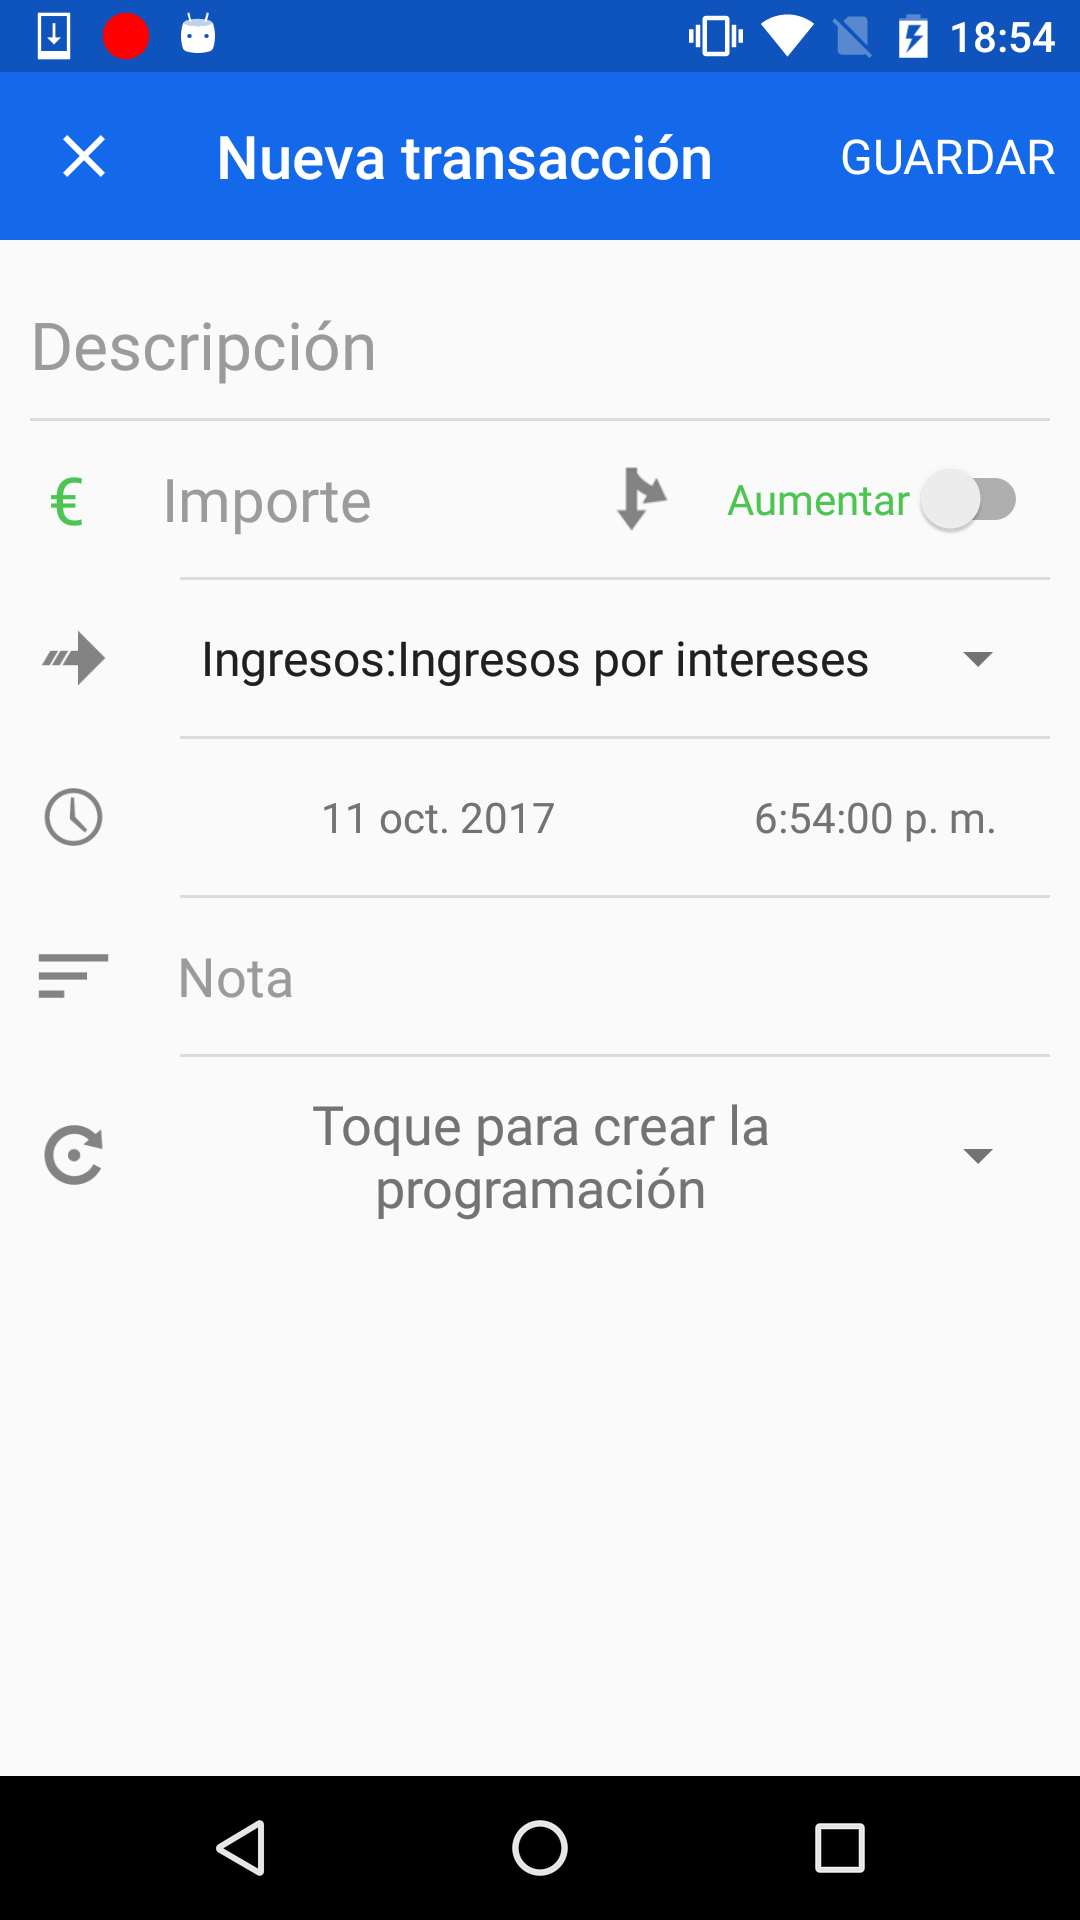 18:54
Nueva transacción GUARDAR
Descripción
€ Importe Aumentar
Ingresos:Ingresos por intereses
11 oct. 2017 6:54:00 p. m.
Nota
Toque para crear la
programación